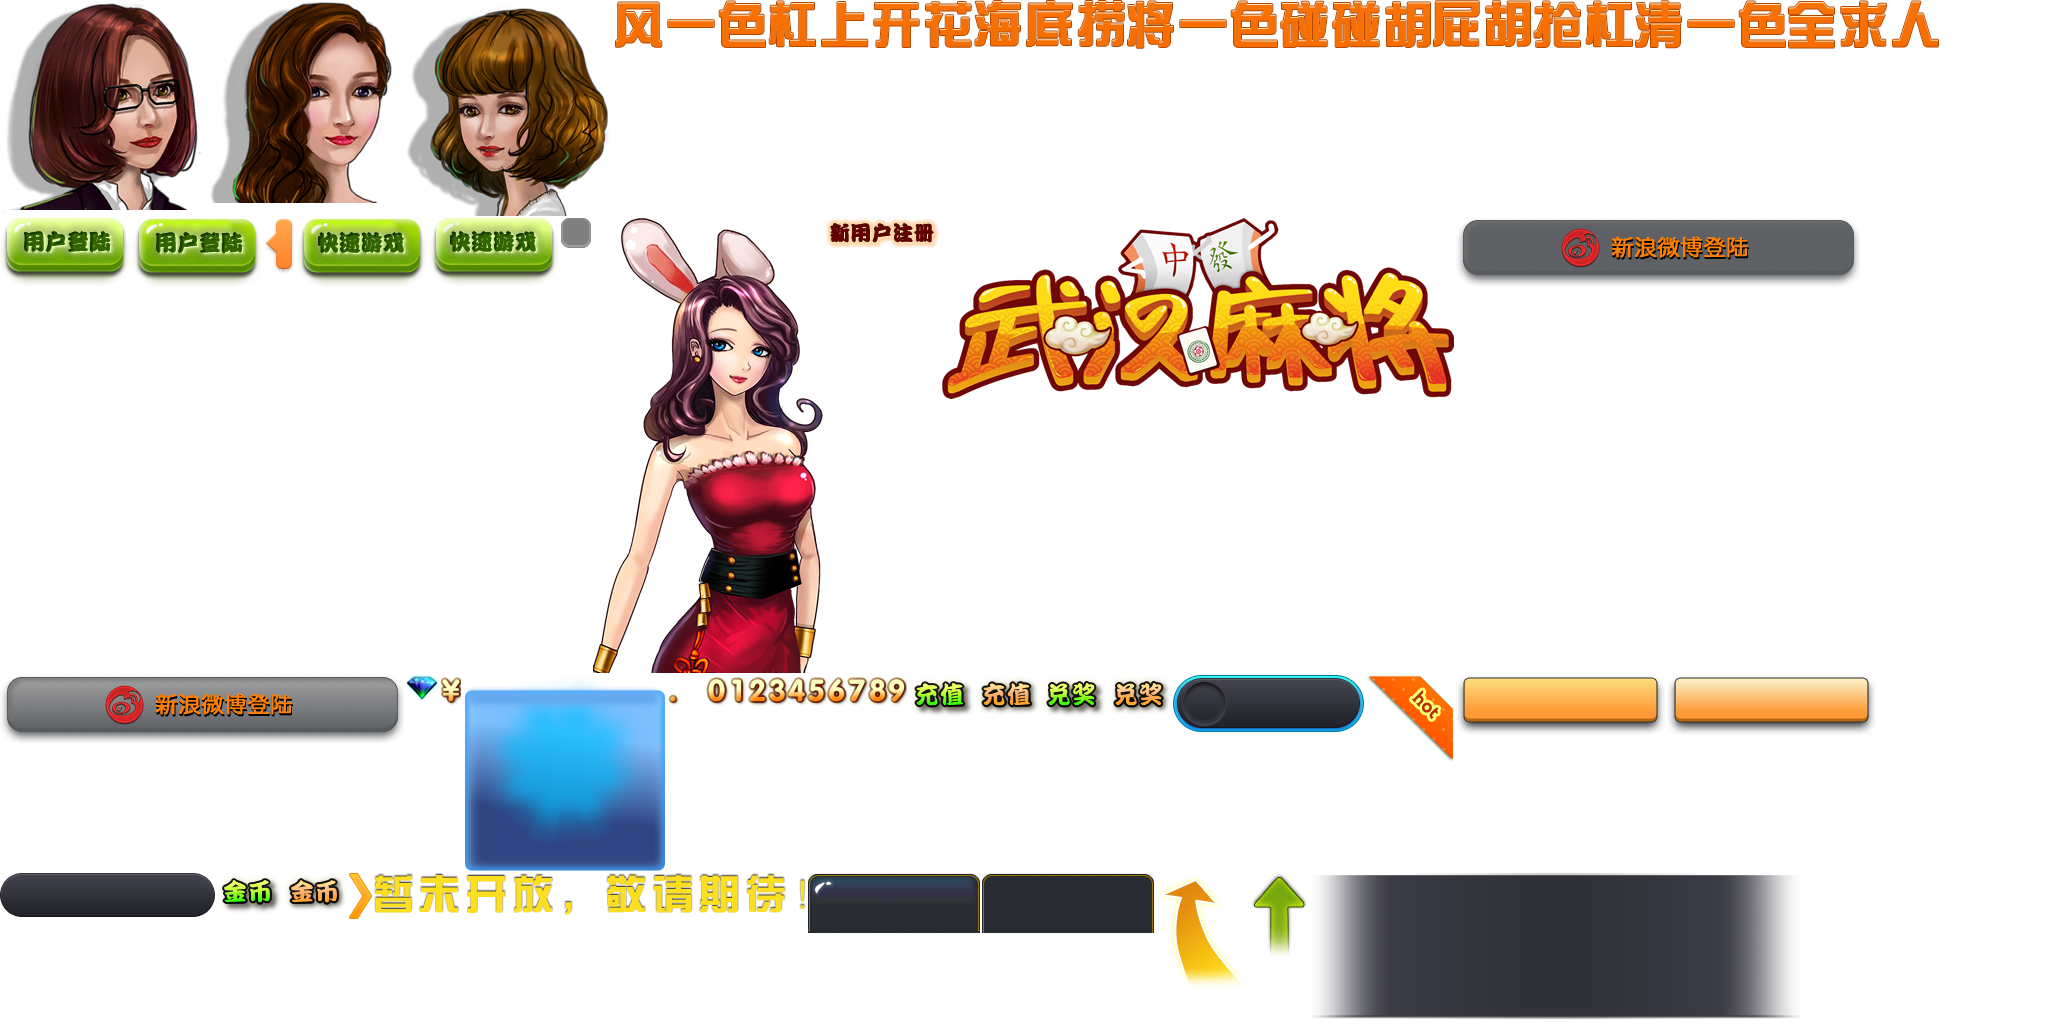 风一色杠上开花海底捞将一色碰碰胡屁胡抢杠清一色全求人
用户登陆
用户登陆
快速游戏
快速游戏
新用户注册
中發
武汉麻将
新浪微博登陆
新浪微博登陆
¥
. 0123456789
充值
充值
兑奖
兑奖
hot
金币
金币
暂未开放，敬请期待！